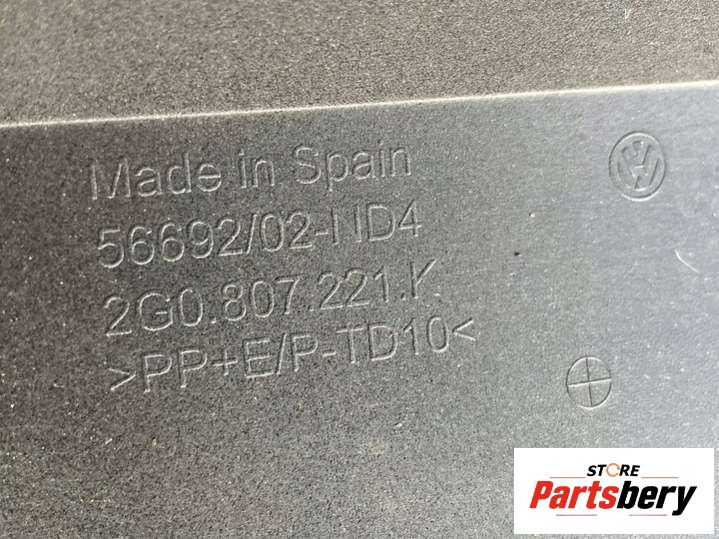 Made in Spain
56692/02-ND4
2G0.807.221.K.
>PP+E/P-TD10<
STORE
Partsbery